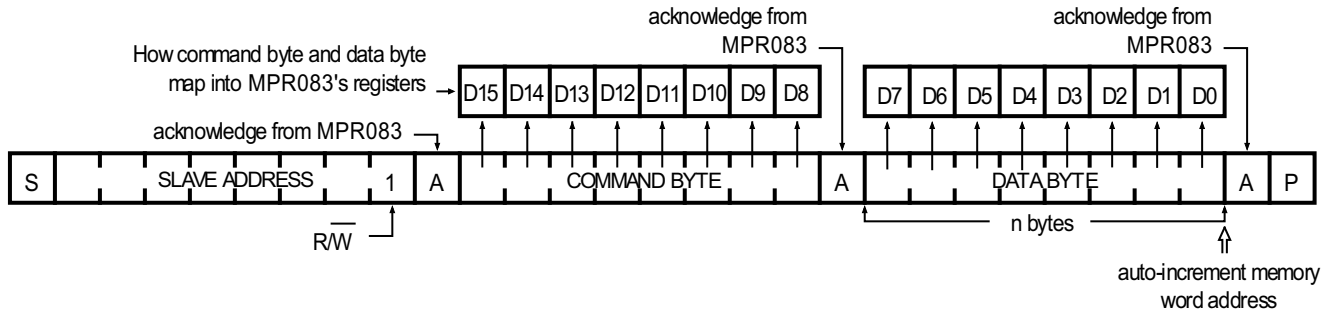 acknowledge from
MPR083
acknowledge from
MPR083
How command byte and data byte
map into MPR083's registers
D15 D14 D13 D12 D11 D10 D9 D8
D7 D6 D5 D4 D3 D2 D1 D0
acknowledge from MPR083
S SLAVE ADDRESS 1 A COMMAND BYTE A DATA BYTE A P
R/W̅
n bytes
auto-increment memory
word address